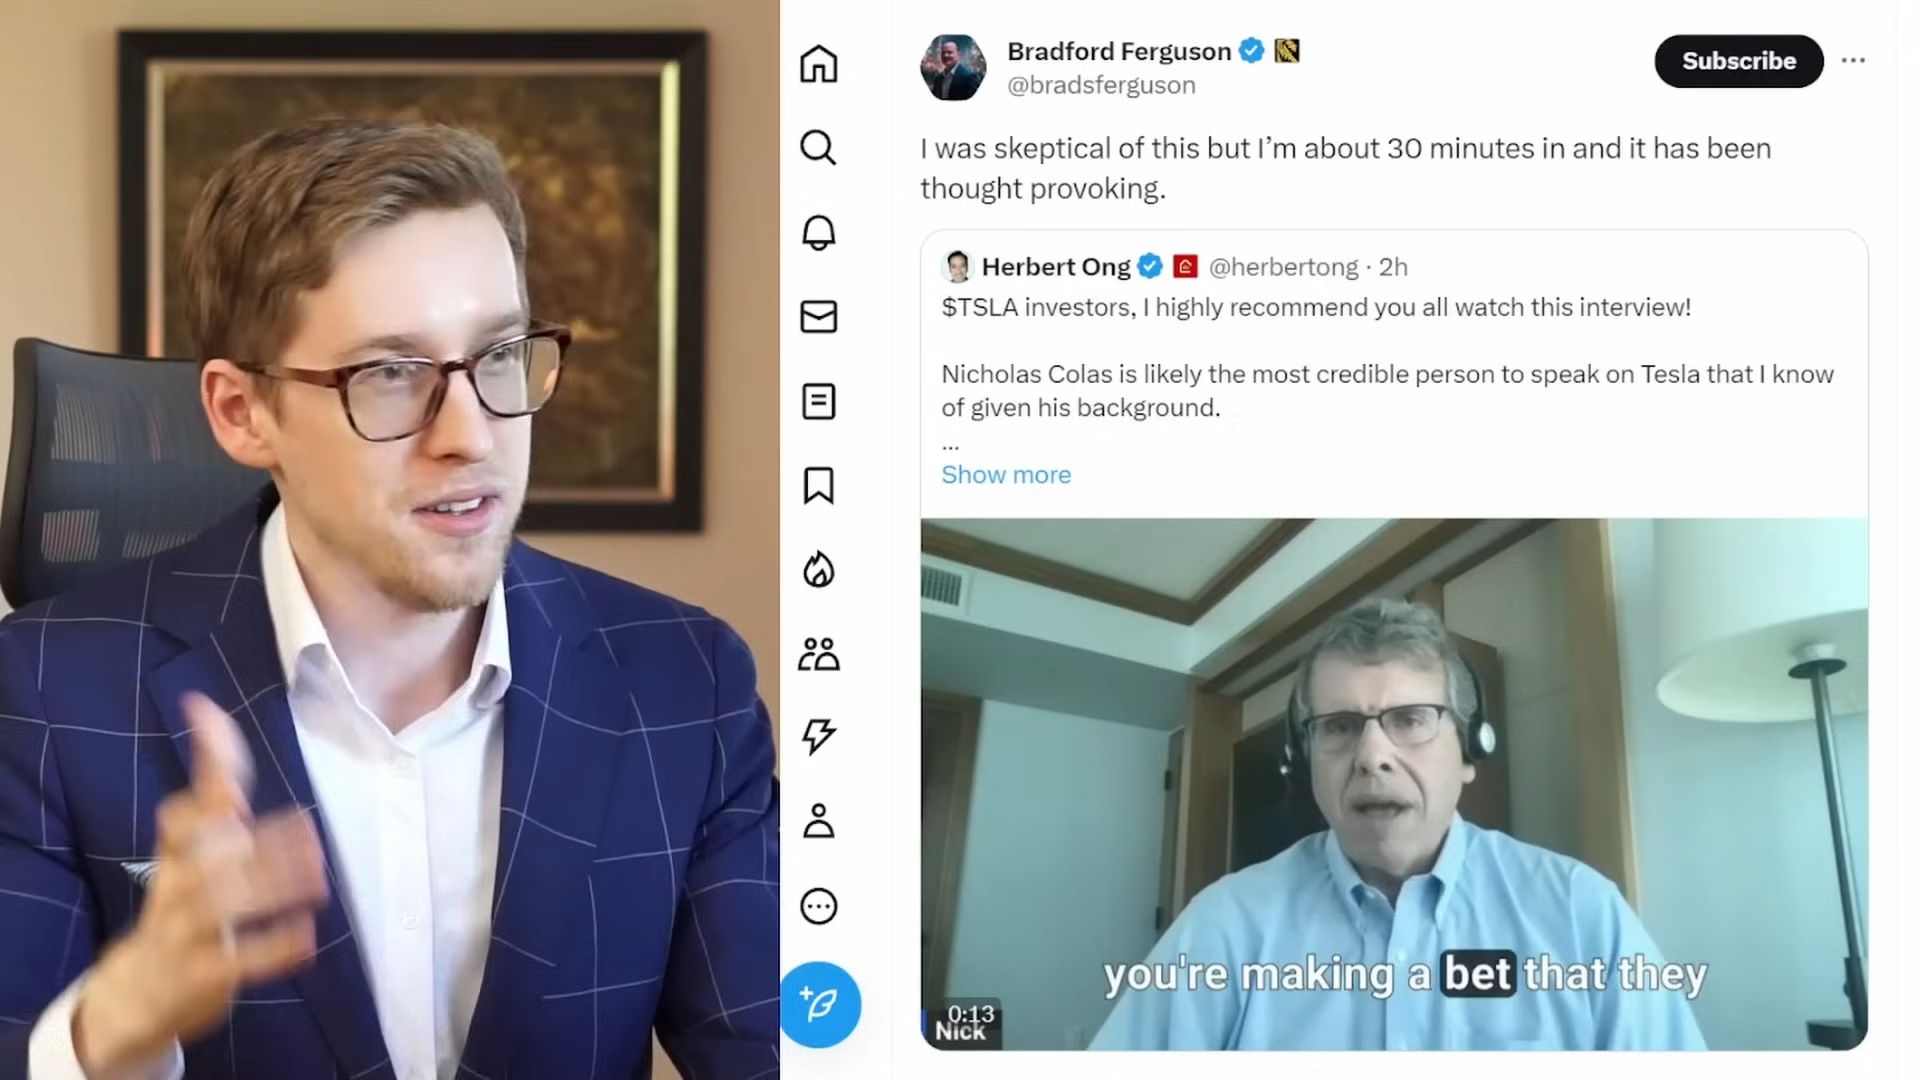 Bradford Ferguson
@bradsferguson
Subscribe
I was skeptical of this but I’m about 30 minutes in and it has been
thought provoking.
Herbert Ong @herbertong · 2h
$TSLA investors, I highly recommend you all watch this interview!
Nicholas Colas is likely the most credible person to speak on Tesla that I know
of given his background.
...
Show more
you're making a bet that they
0:13
Nick